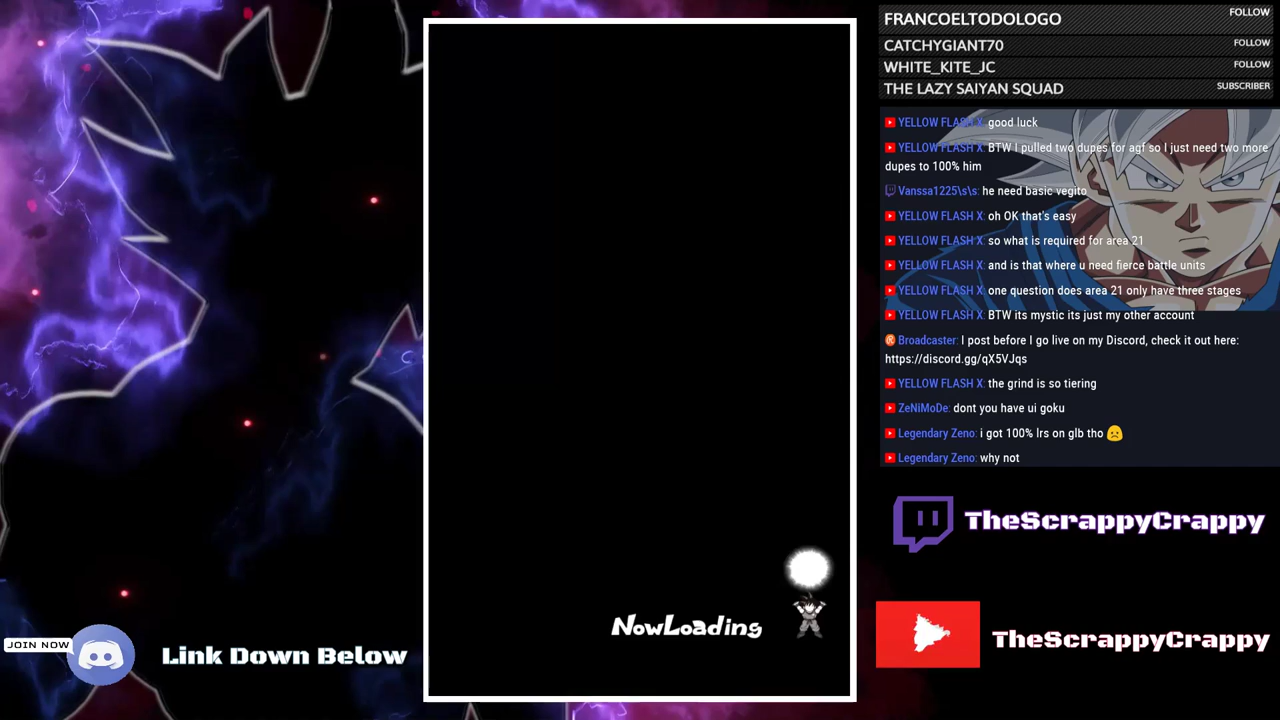 FRANCOELTODOLOGO FOLLOW
CATCHYGIANT70 FOLLOW
WHITE_KITE_JC FOLLOW
THE LAZY SAIYAN SQUAD SUBSCRIBER
YELLOW FLASH X: good luck
YELLOW FLASH X: BTW I pulled two dupes for agf so I just need two more
dupes to 100% him
Vanssa1225\s\s: he need basic vegito
YELLOW FLASH X: oh OK that's easy
YELLOW FLASH X: so what is required for area 21
YELLOW FLASH X: and is that where u need fierce battle units
YELLOW FLASH X: one question does area 21 only have three stages
YELLOW FLASH X: BTW its mystic its just my other account
Broadcaster: I post before I go live on my Discord, check it out here:
https://discord.gg/qX5VJqs
YELLOW FLASH X: the grind is so tiering
ZeNiMoDe: dont you have ui goku
Legendary Zeno: i got 100% lrs on glb tho
Legendary Zeno: why not
TheScrappyCrappy
NowLoading
JOIN NOW
Link Down Below
TheScrappyCrappy